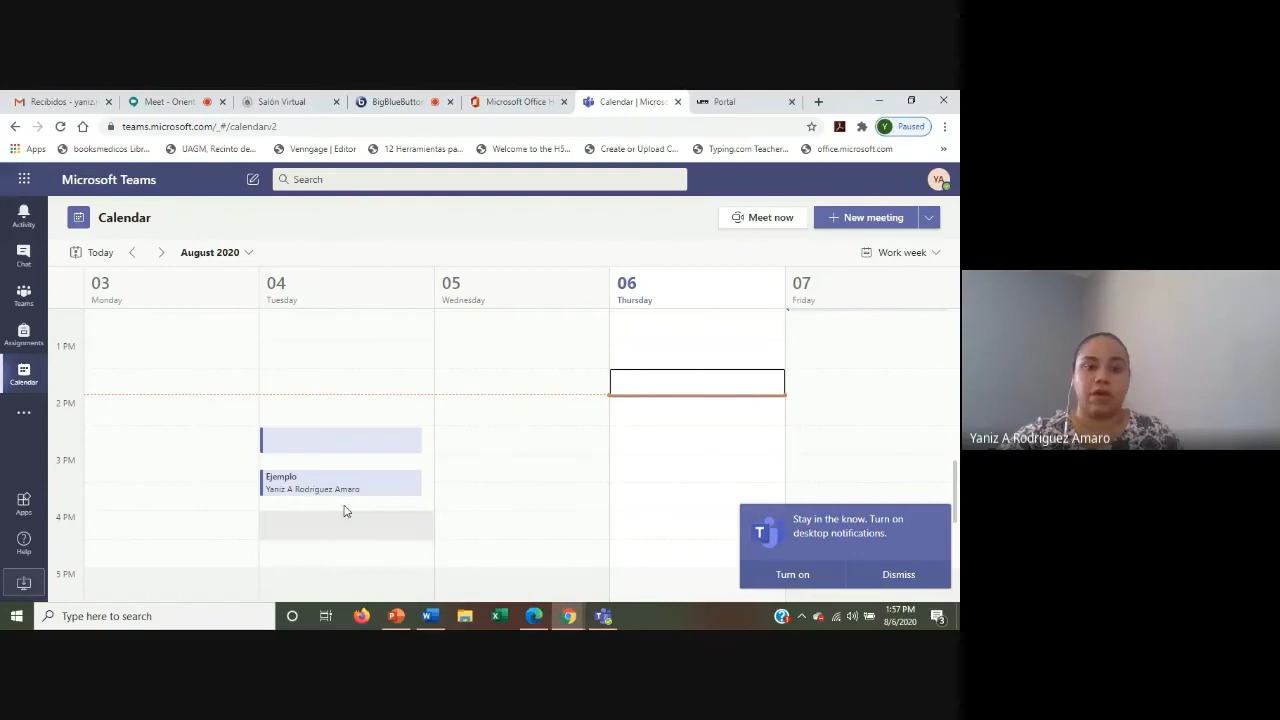 Recibidos - yaniz.
Meet - Orient
Salón Virtual
BigBlueButto
Microsoft Office H
Calendar | Micros
Portal
teams.microsoft.com/_#/calendarv2
Y
Paused
Apps
booksmedicos Libr...
UAGM, Recinto de...
Venngage | Editor
12 Herramientas pa...
Welcome to the H5...
Create or Upload C...
Typing.com Teacher...
office.microsoft.com
»
Microsoft Teams
Search
YA
Activity
Chat
Teams
Assignments
Calendar
Apps
Help
Calendar
Meet now
New meeting
Today
August 2020
Work week
03
Monday
04
Tuesday
05
Wednesday
06
Thursday
07
Friday
1 PM
2 PM
3 PM
4 PM
5 PM
Ejemplo
Yaniz A Rodriguez Amaro
Stay in the know. Turn on
desktop notifications.
Turn on
Dismiss
Type here to search
1:57 PM
8/6/2020
3
Yaniz A Rodriguez Amaro